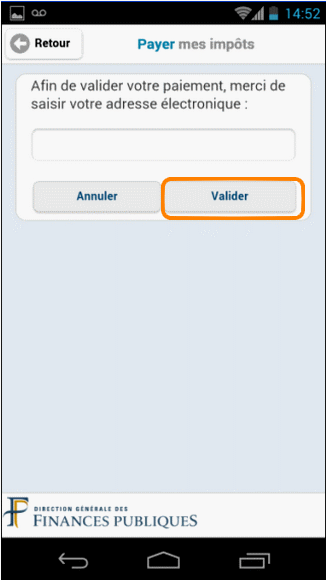 14:52
Retour
Payer mes impôts
Afin de valider votre paiement, merci de
saisir votre adresse électronique :
Annuler
Valider
DIRECTION GÉNÉRALE DES
FINANCES PUBLIQUES